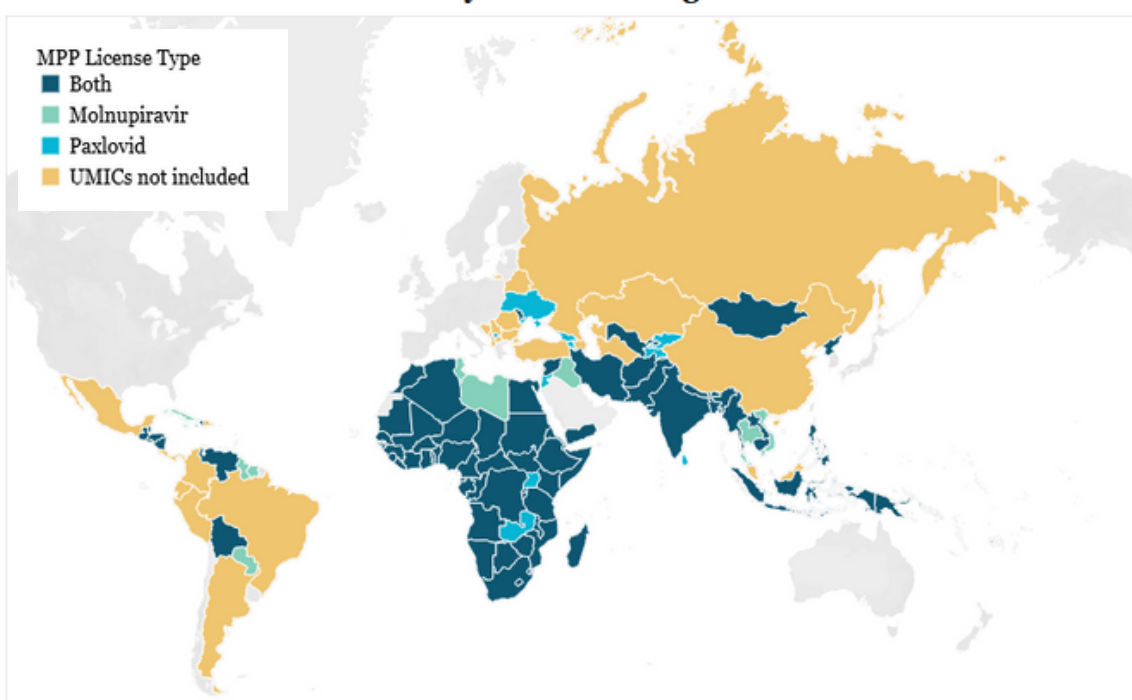 MPP License Type
Both
Molnupiravir
Paxlovid
UMICs not included